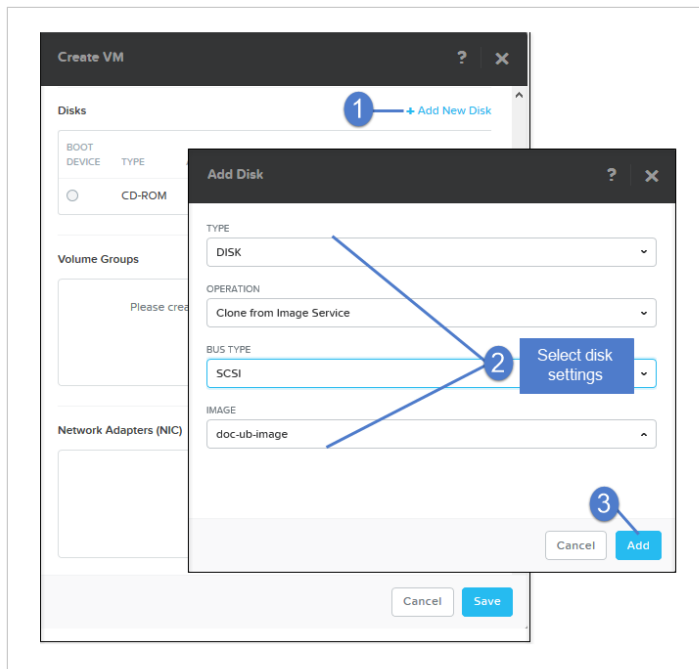 Create VM
?
Disks
1
+ Add New Disk
BOOT
DEVICE
TYPE
CD-ROM
Volume Groups
Please crea
Network Adapters (NIC)
Cancel
Save
Add Disk
?
TYPE
DISK
OPERATION
Clone from Image Service
BUS TYPE
SCSI
2
Select disk
settings
IMAGE
doc-ub-image
3
Cancel
Add